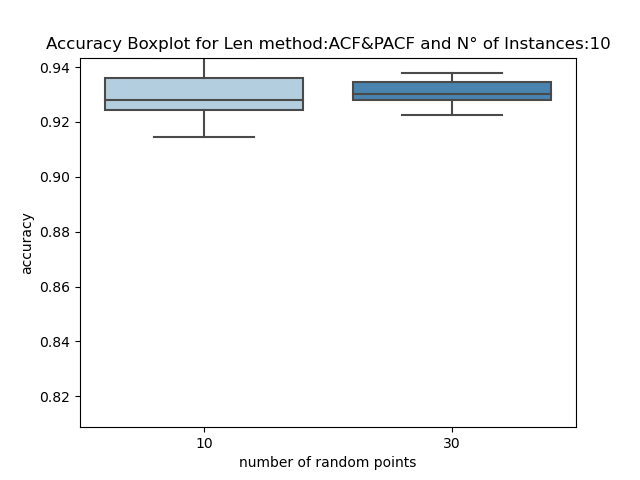 Accuracy Boxplot for Len method:ACF&PACF and N° of Instances:10
0.94
0.92
0.90
0.88
0.86
0.84
0.82
accuracy
10 30
number of random points